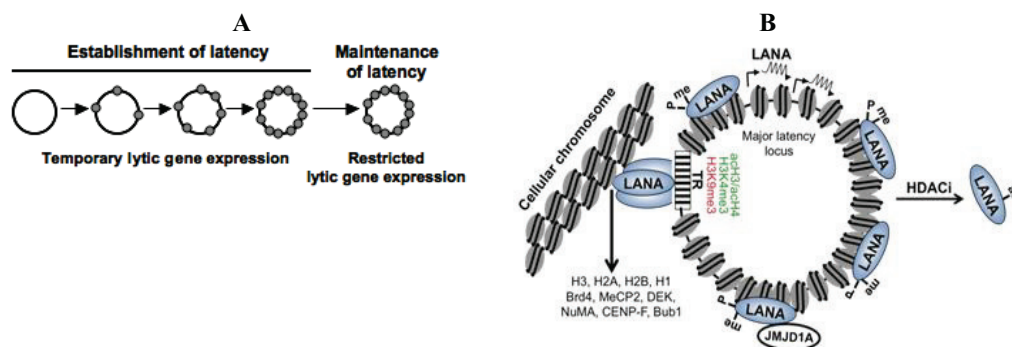 A
Establishment of latency
Maintenance
of latency
Temporary lytic gene expression
Restricted
lytic gene expression
B
LANA
P me
LANA
Cellular chromosome
Major latency
locus
P me
LANA
LANA
TR
H3K9me3
H3K4me3
acH3/acH4
HDACi
LANA
H3, H2A, H2B, H1
Brd4, MeCP2, DEK,
NuMA, CENP-F, Bub1
LANA
P me
P me
LANA
JMJD1A